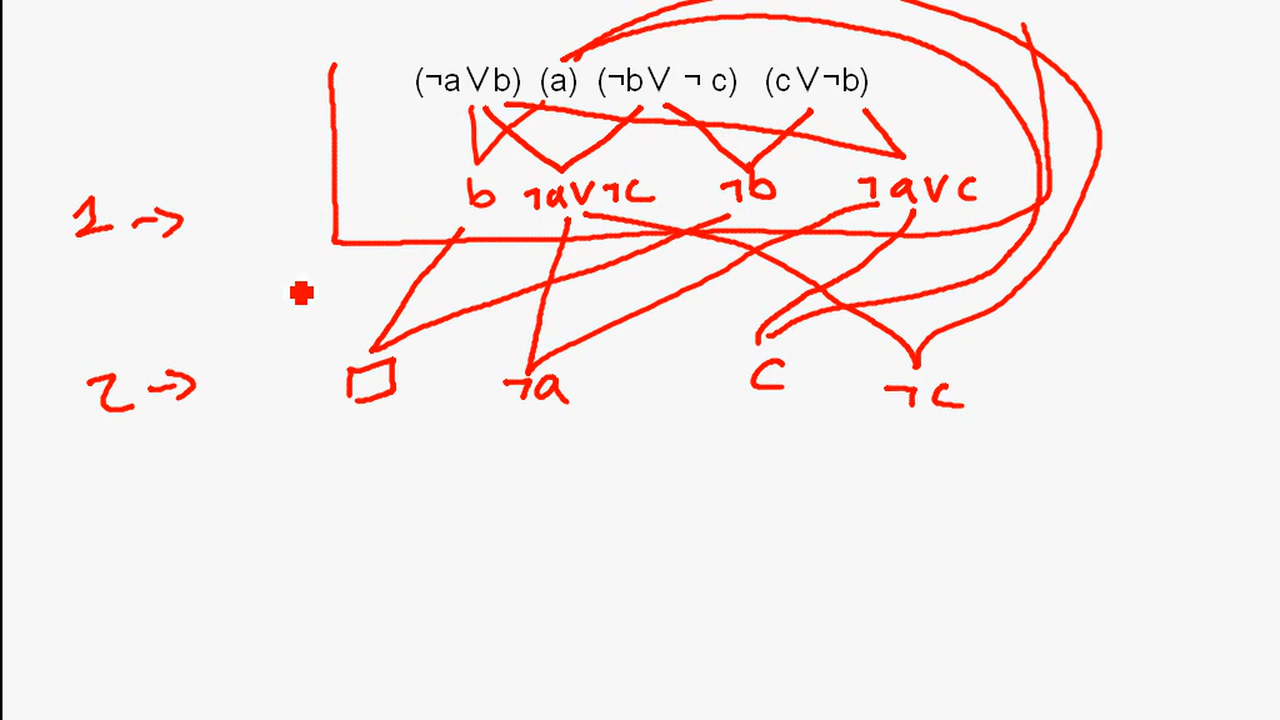 (¬a∨b) (a) (¬b∨ ¬ c) (c∨¬b)
1 → b ¬a∨¬c ¬b ¬a∨c
2 → □ ¬a c ¬c